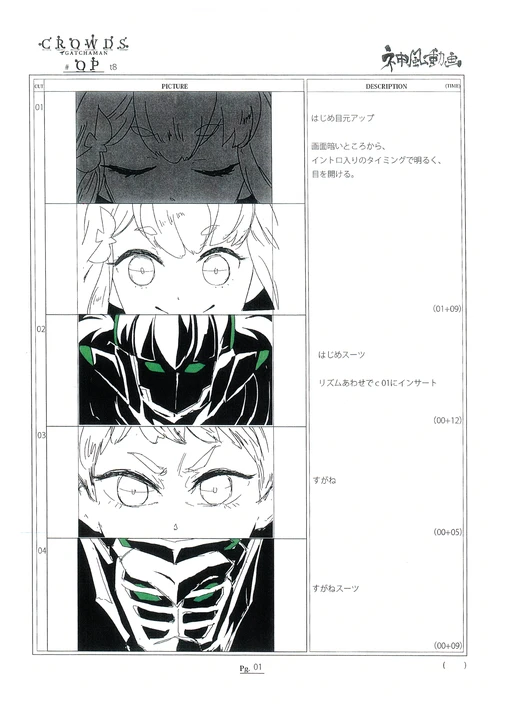 CROWDS
GATCHAMAN
# OP t8
神風動画
CUT
PICTURE
DESCRIPTION
(TIME)
01
はじめ目元アップ
画面暗いところから、
イントロ入りのタイミングで明るく、
目を開ける。
(01+09)
02
はじめスーツ
リズムあわせでc01にインサート
(00+12)
03
すがね
(00+05)
04
すがねスーツ
(00+09)
Pg. 01
( )